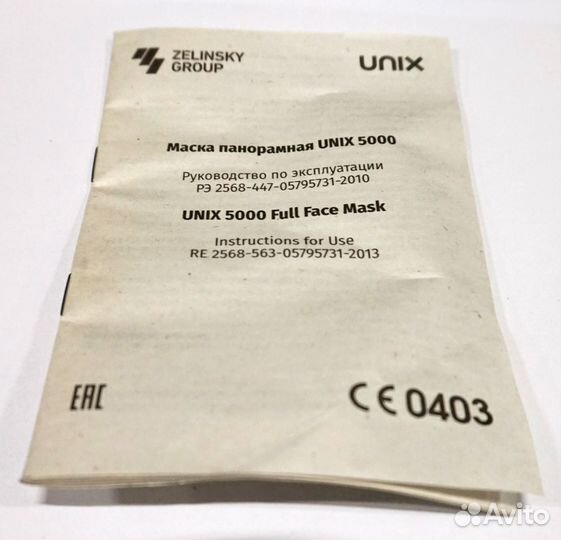 ZELINSKY
GROUP
UNIX
Маска панорамная UNIX 5000
Руководство по эксплуатации
РЭ 2568-447-05795731-2010
UNIX 5000 Full Face Mask
Instructions for Use
RE 2568-563-05795731-2013
EAC
CE 0403
Avito